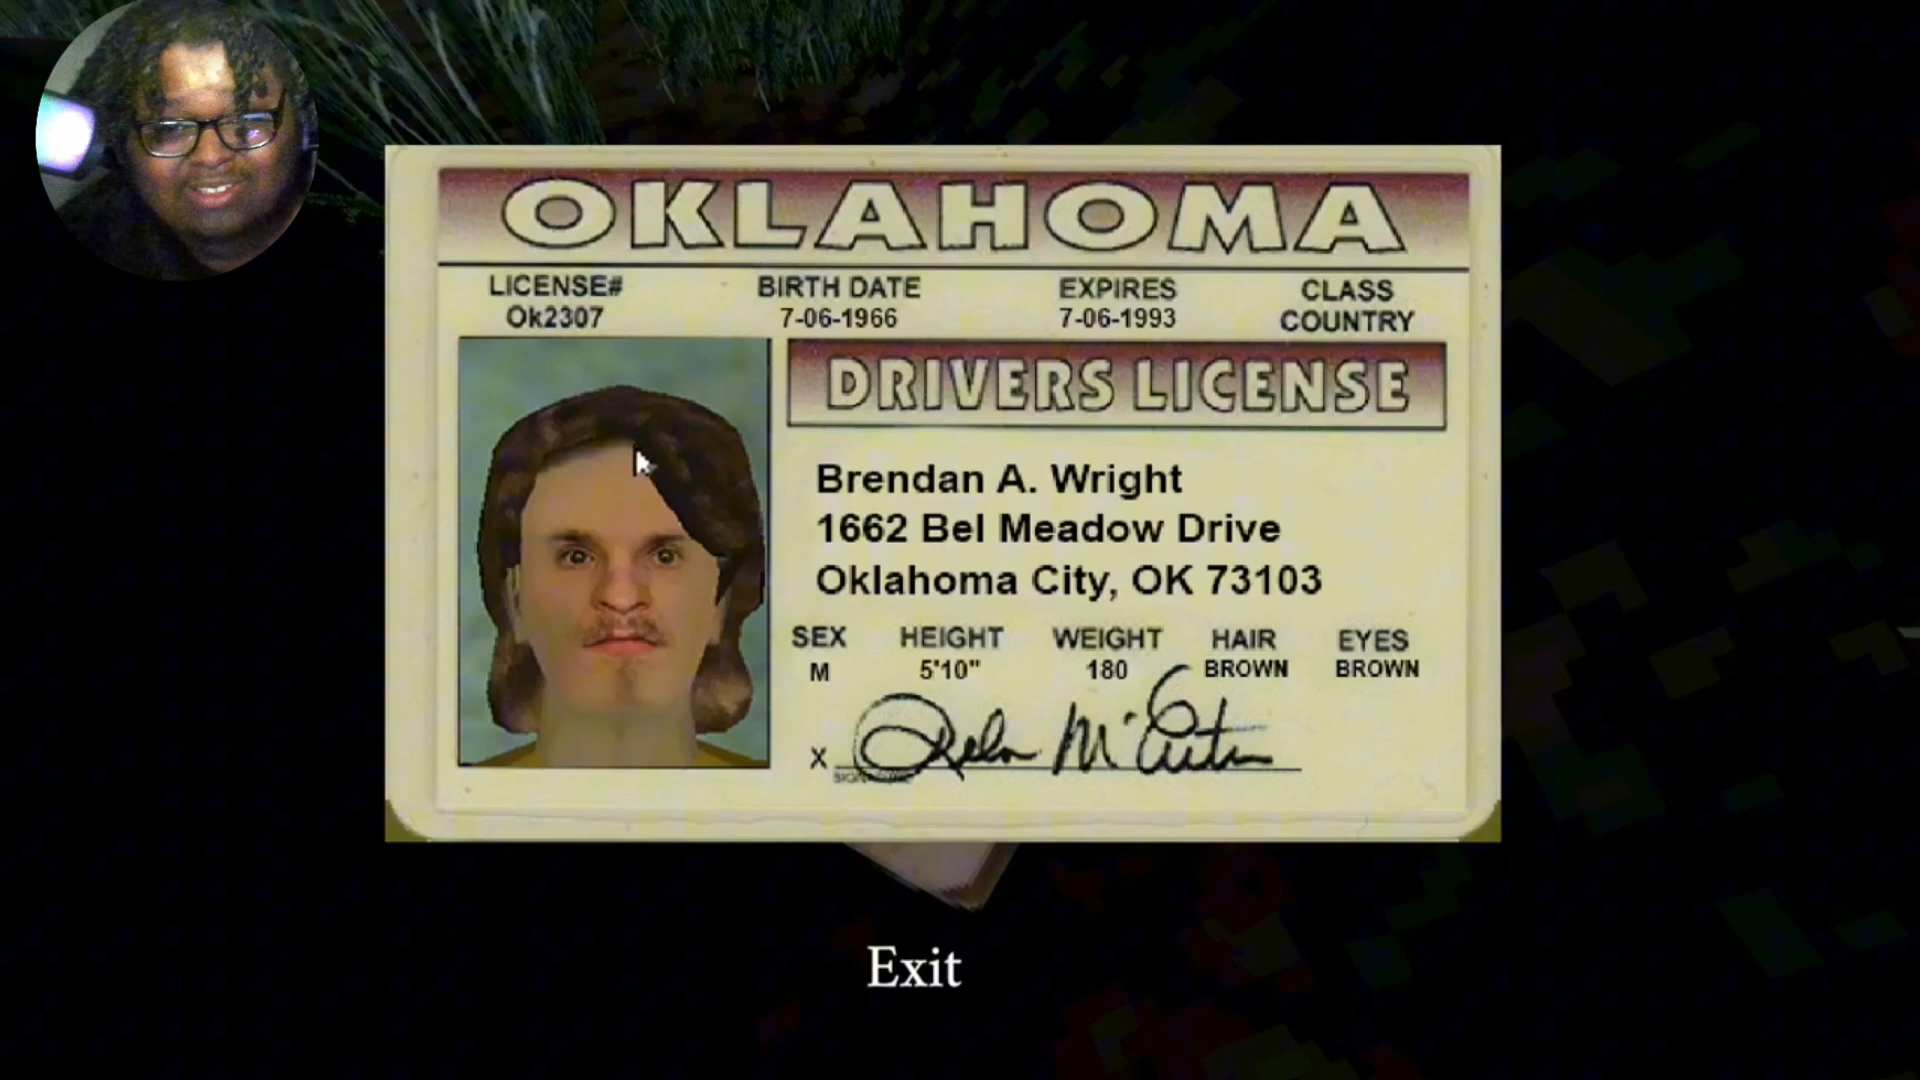 OKLAHOMA
LICENSE# BIRTH DATE EXPIRES CLASS
Ok2307 7-06-1966 7-06-1993 COUNTRY
DRIVERS LICENSE
Brendan A. Wright
1662 Bel Meadow Drive
Oklahoma City, OK 73103
SEX HEIGHT WEIGHT HAIR EYES
M 5'10" 180 BROWN BROWN
X
Exit